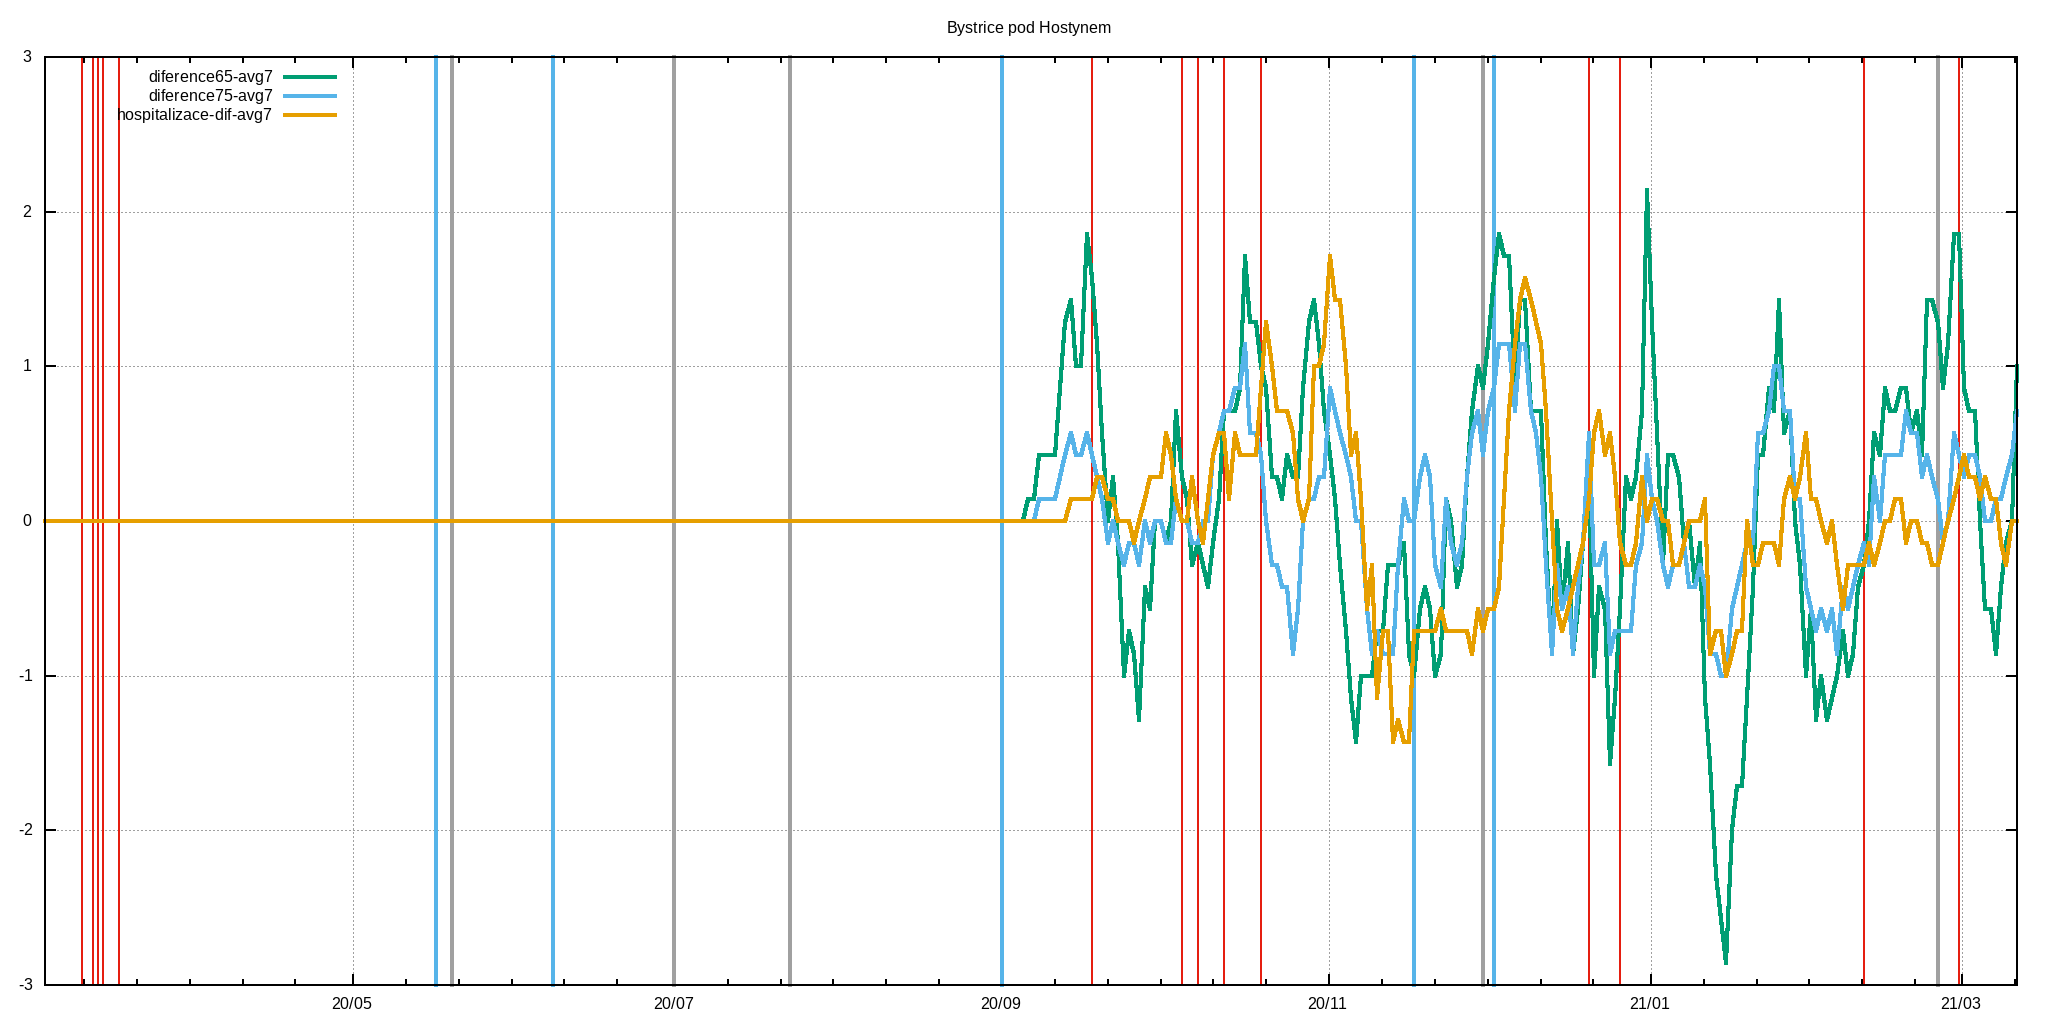 Bystrice pod Hostynem
diference65-avg7
diference75-avg7
hospitalizace-dif-avg7
3
2
1
0
-1
-2
-3
20/05 20/07 20/09 20/11 21/01 21/03